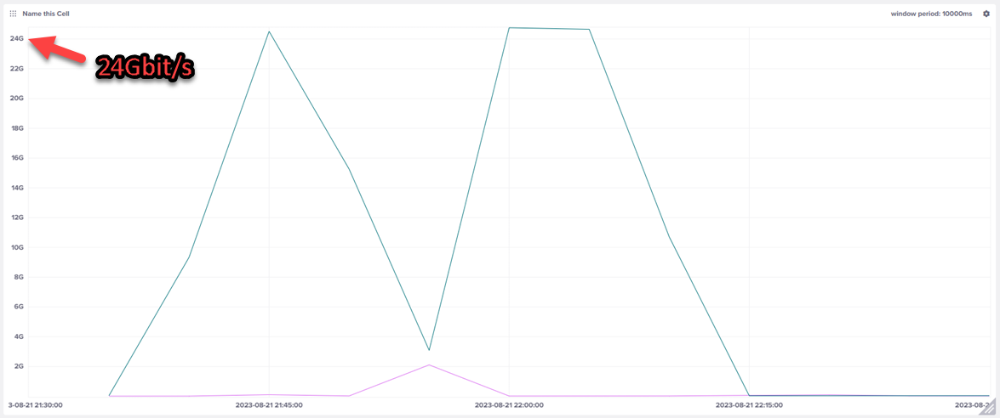 Name this Cell
window period: 10000ms
24G
24Gbit/s
22G
20G
18G
16G
14G
12G
10G
8G
6G
4G
2G
3-08-21 21:30:00
2023-08-21 21:45:00
2023-08-21 22:00:00
2023-08-21 22:15:00
2023-08-2